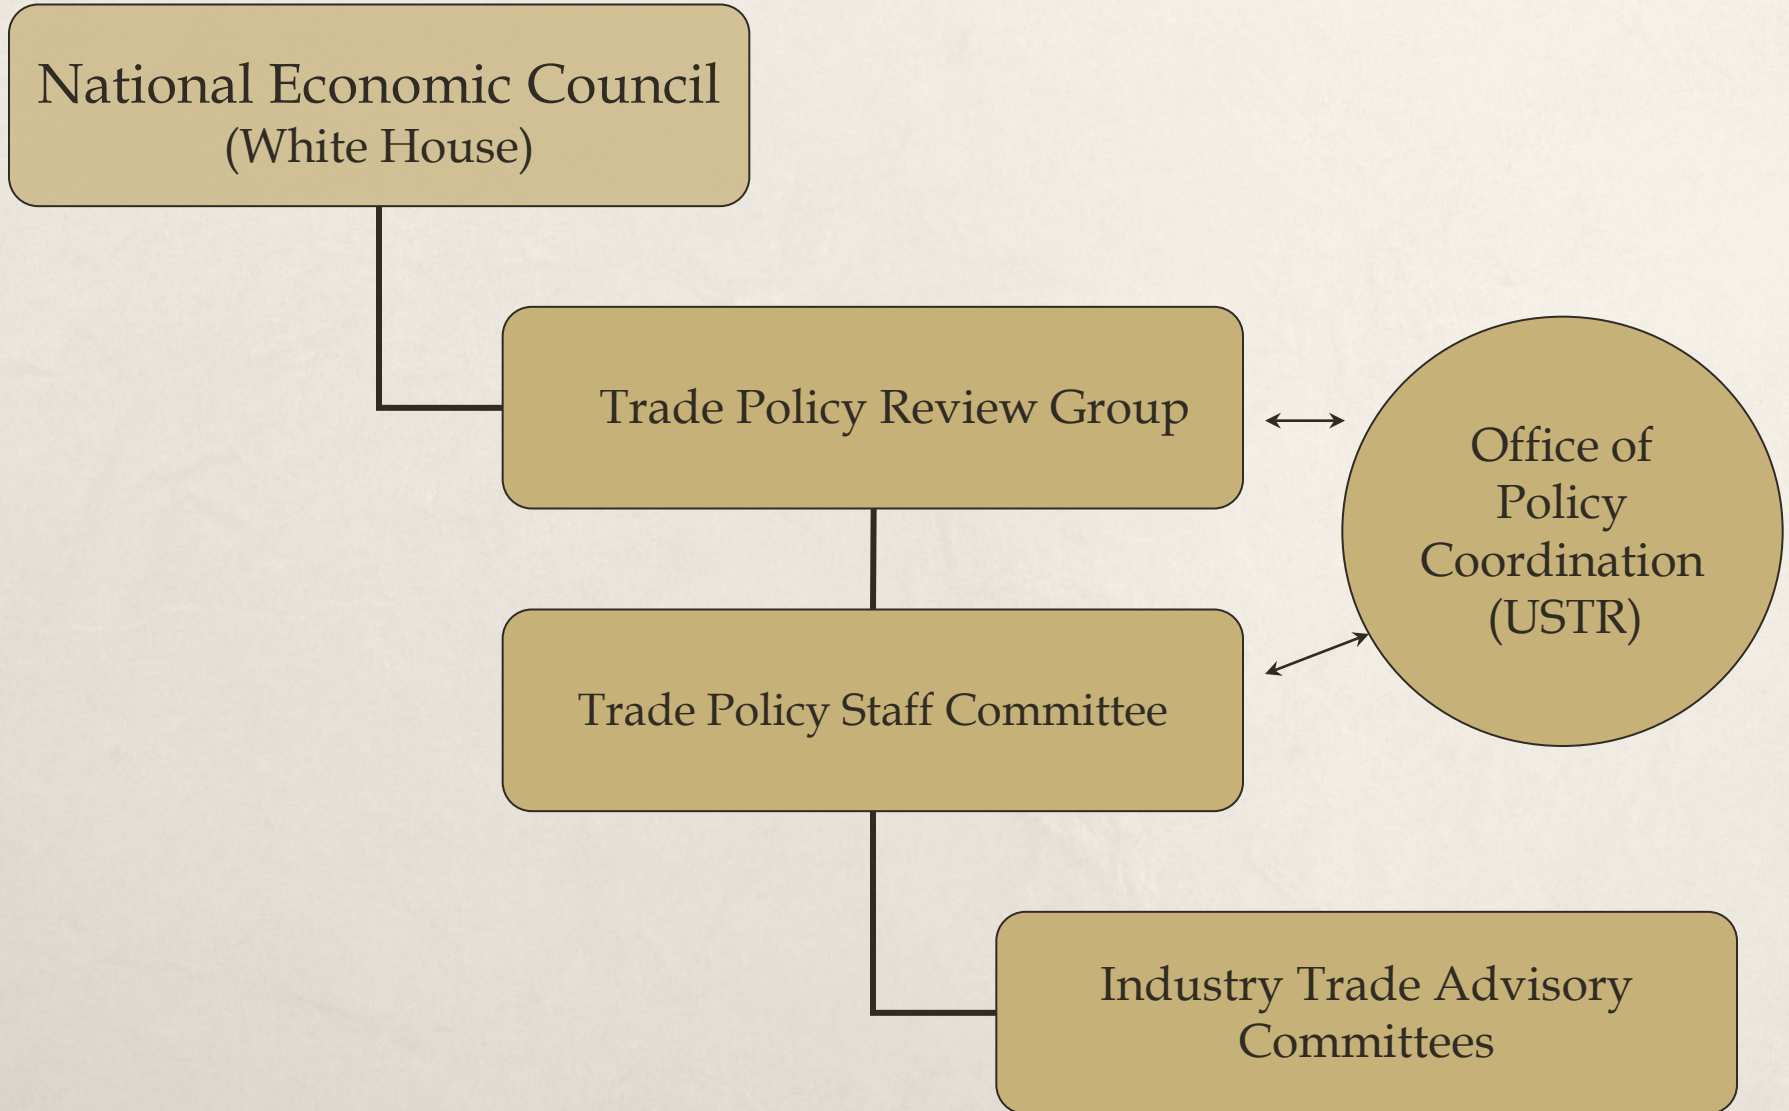 National Economic Council
(White House)
Trade Policy Review Group
Office of
Policy
Coordination
(USTR)
Trade Policy Staff Committee
Industry Trade Advisory
Committees